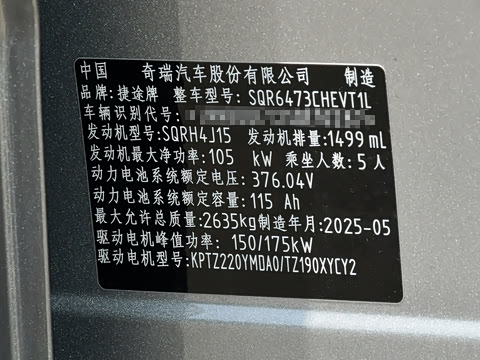 中国 奇瑞汽车股份有限公司 制造
品牌:捷途牌 整车型号:SQR6473CHEVT1L
车辆识别代号:
发动机型号:SQRH4J15 发动机排量:1499mL
发动机最大净功率:105 kW 乘坐人数:5人
动力电池系统额定电压:376.04V
动力电池系统额定容量:115 Ah
最大允许总质量:2635kg制造年月:2025-05
驱动电机峰值功率: 150/175kW
驱动电机型号:KPTZ220YMDA0/TZ190XYCY2